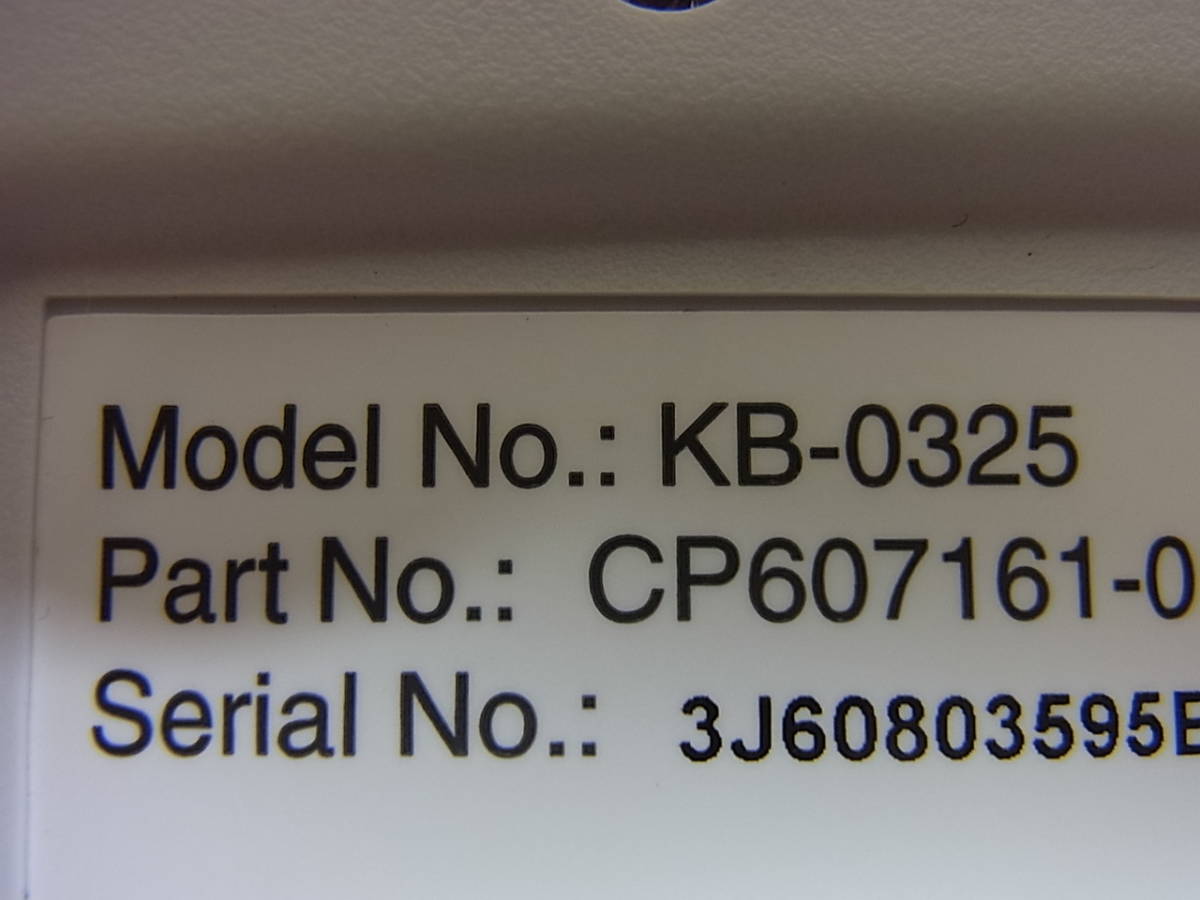 Model No.: KB-0325
Part No.: CP607161-0
Serial No.: 3J60803595E